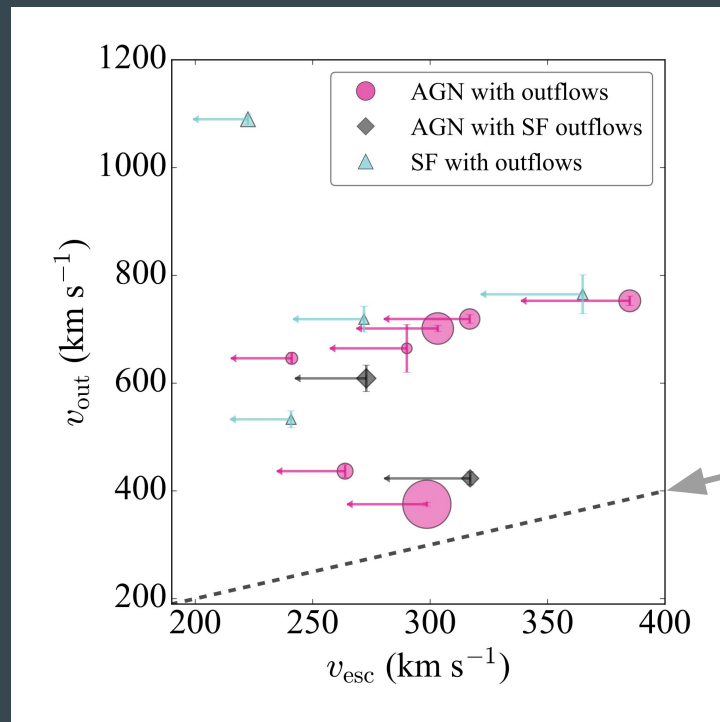 1200
1000
800
600
400
200
v_out (km s⁻¹)
AGN with outflows
AGN with SF outflows
SF with outflows
200 250 300 350 400
v_esc (km s⁻¹)